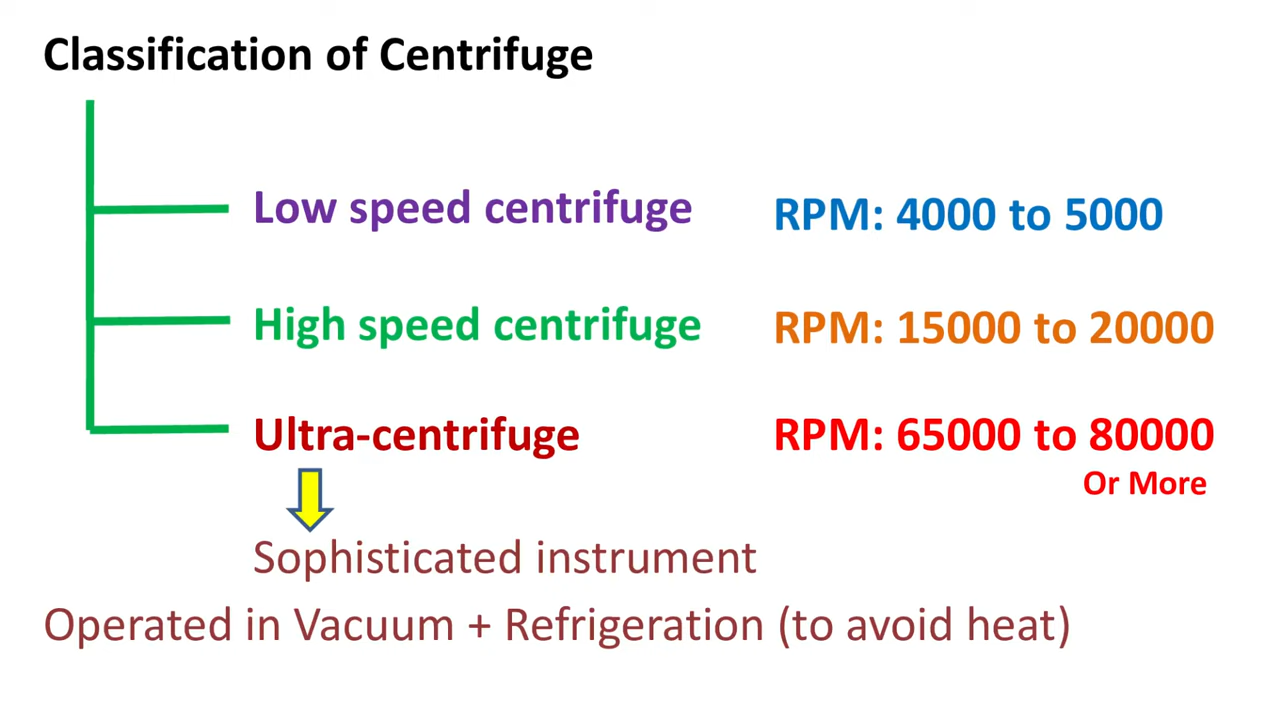 Classification of Centrifuge
Low speed centrifuge RPM: 4000 to 5000
High speed centrifuge RPM: 15000 to 20000
Ultra-centrifuge RPM: 65000 to 80000
Or More
Sophisticated instrument
Operated in Vacuum + Refrigeration (to avoid heat)